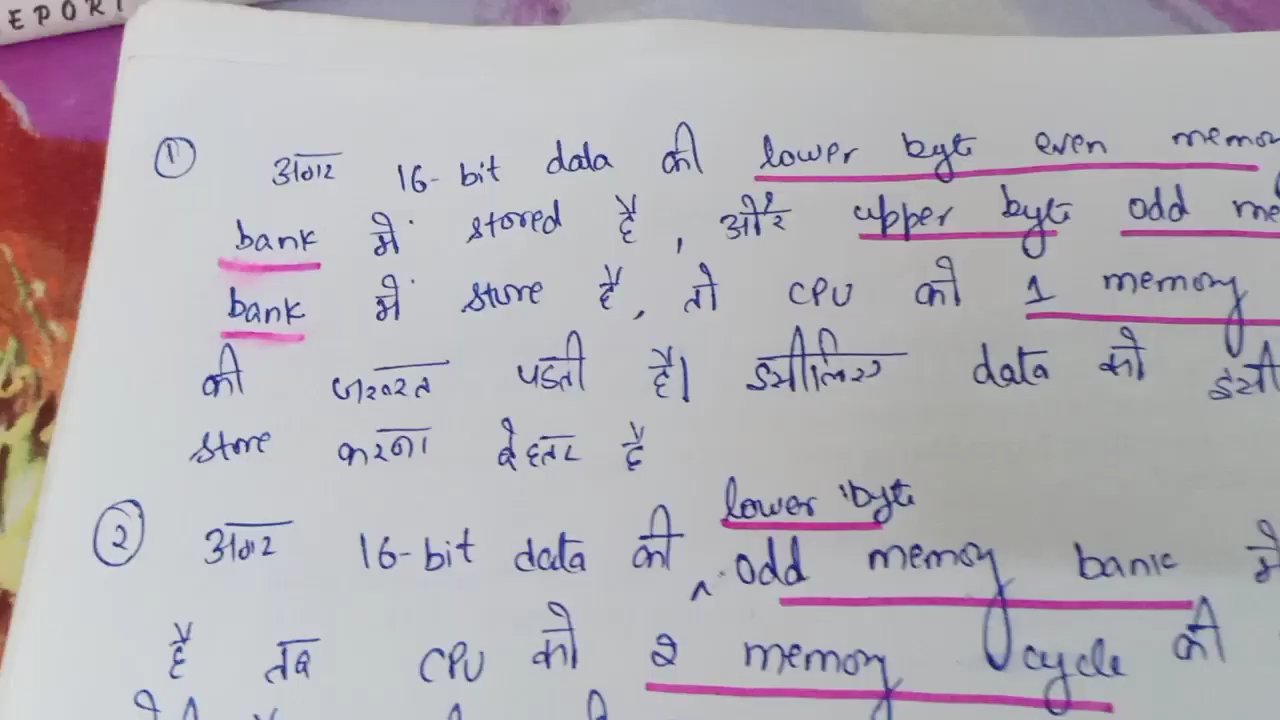 EPORT
① अगर 16-bit data की lower byte even memor
bank में stored है, और upper byte odd me
bank में store है, तो CPU को 1 memory
की जरूरत पडती है। इसीलिए data को इसी
store करना बेहतर है
② अगर 16-bit data की lower byte odd memory bank में
है तब CPU को 2 memory cycle की